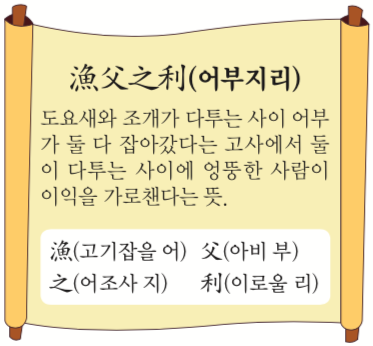 漁父之利(어부지리)
도요새와 조개가 다투는 사이 어부
가 둘 다 잡아갔다는 고사에서 둘
이 다투는 사이에 엉뚱한 사람이
이익을 가로챈다는 뜻.
漁(고기잡을 어) 父(아비 부)
之(어조사 지) 利(이로울 리)